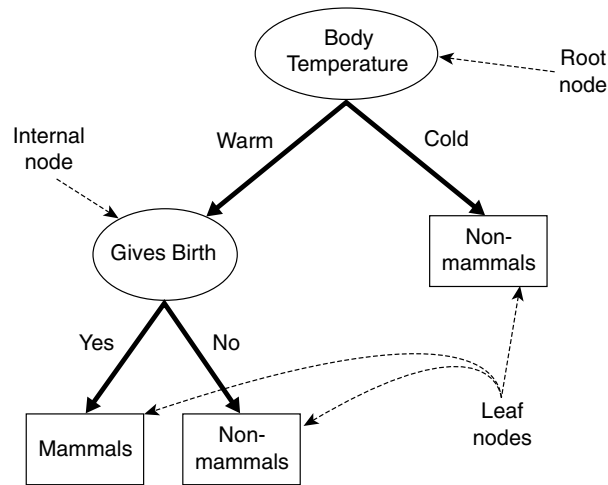 Body
Temperature
Root
node
Internal
node
Warm
Cold
Gives Birth
Non-
mammals
Yes
No
Mammals
Non-
mammals
Leaf
nodes